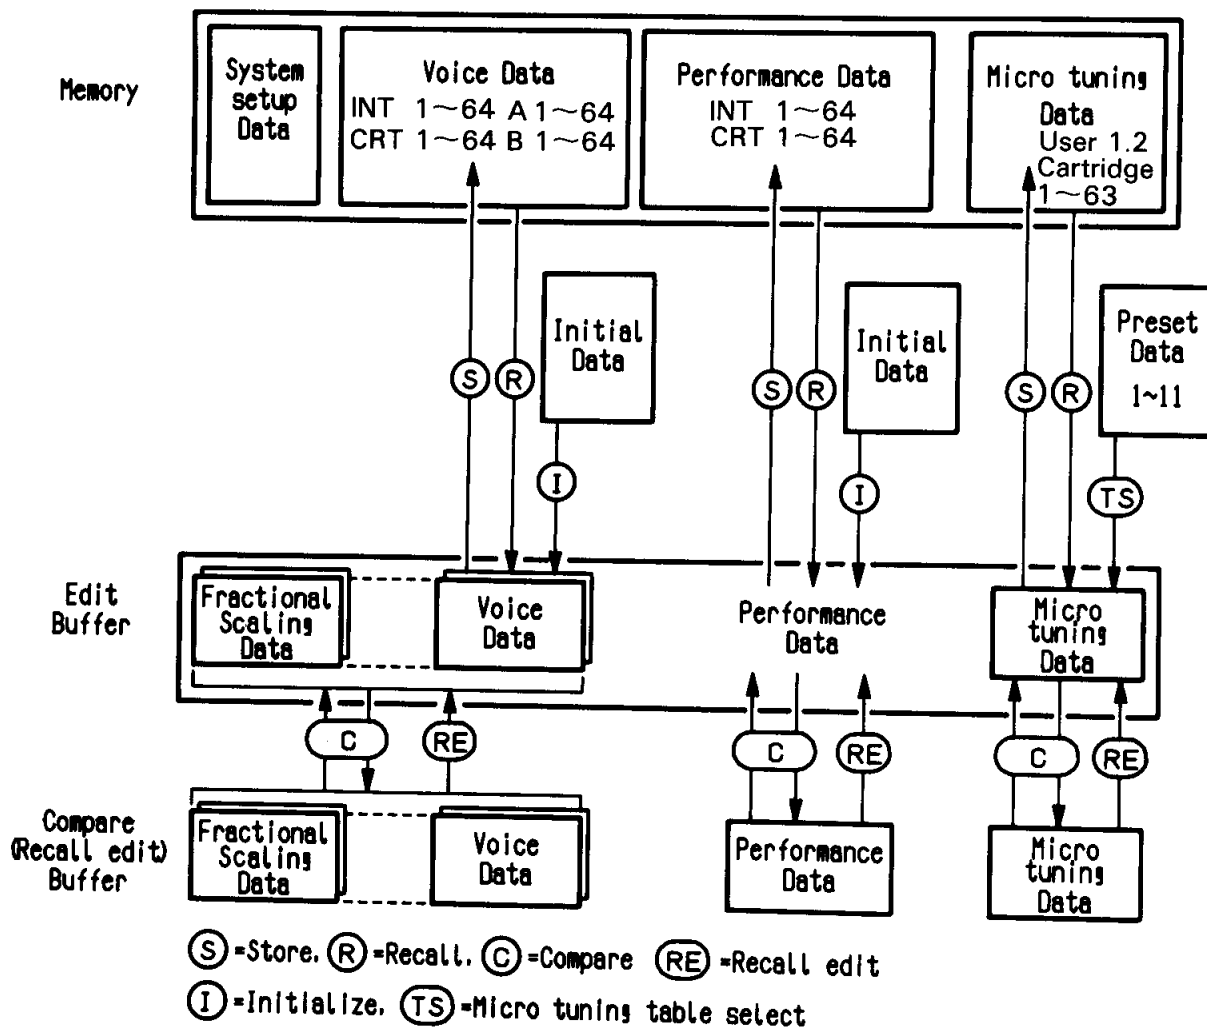 Memory
System
setup
Data
Voice Data
INT 1~64 A 1~64
CRT 1~64 B 1~64
Performance Data
INT 1~64
CRT 1~64
Micro tuning
Data
User 1.2
Cartridge
1~63
Initial
Data
Initial
Data
Preset
Data
1~11
S
R
I
S
R
I
S
R
TS
Edit
Buffer
Fractional
Scaling
Data
Voice
Data
Performance
Data
Micro
tuning
Data
C
RE
C
RE
C
RE
Compare
(Recall edit)
Buffer
Fractional
Scaling
Data
Voice
Data
Performance
Data
Micro
tuning
Data
S=Store. R=Recall. C=Compare RE=Recall edit
I=Initialize. TS=Micro tuning table select